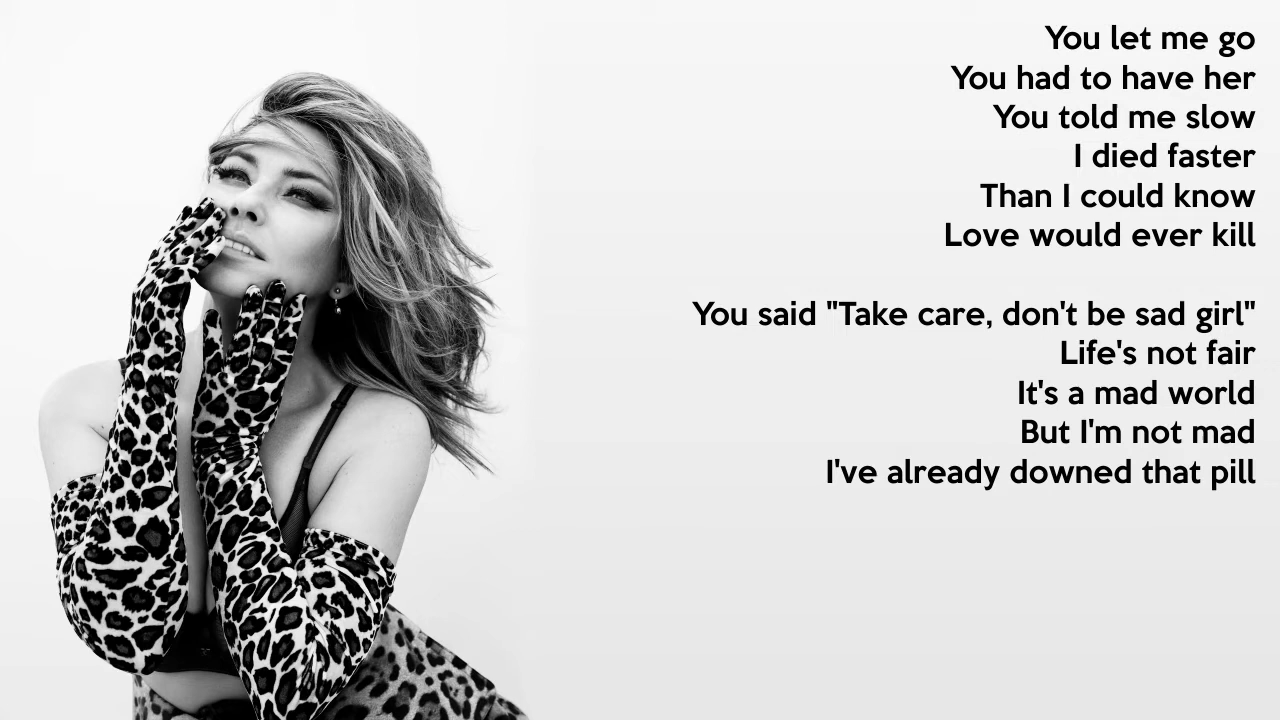 You let me go
You had to have her
You told me slow
I died faster
Than I could know
Love would ever kill
You said "Take care, don't be sad girl"
Life's not fair
It's a mad world
But I'm not mad
I've already downed that pill